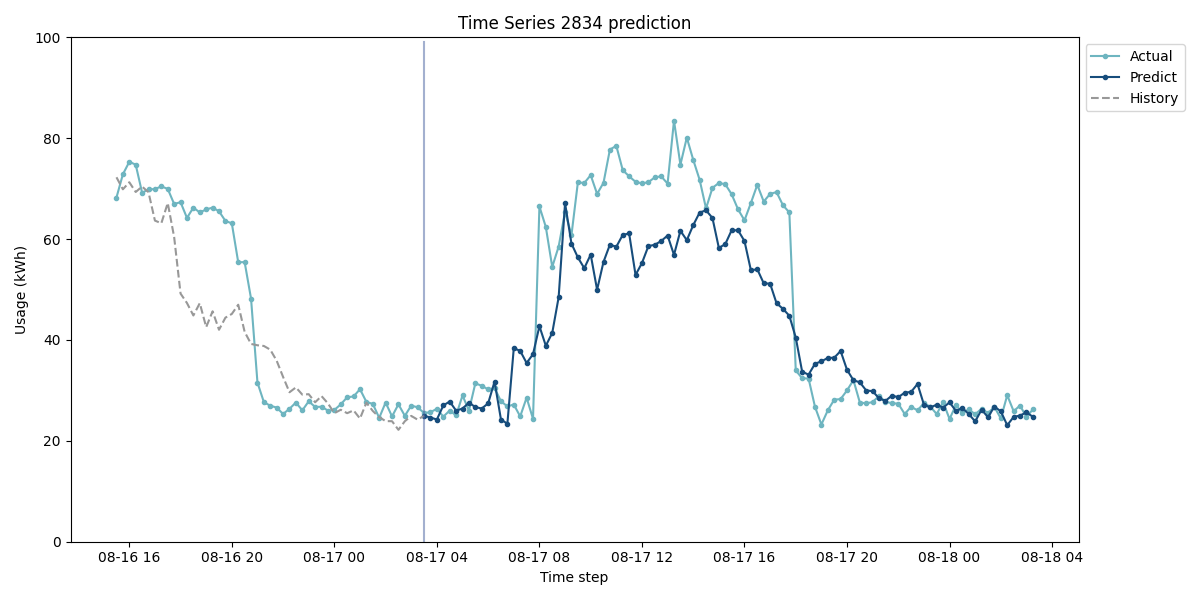 Time Series 2834 prediction
100
80
60
40
20
0
Usage (kWh)
08-16 16
08-16 20
08-17 00
08-17 04
08-17 08
08-17 12
08-17 16
08-17 20
08-18 00
08-18 04
Time step
Actual
Predict
History